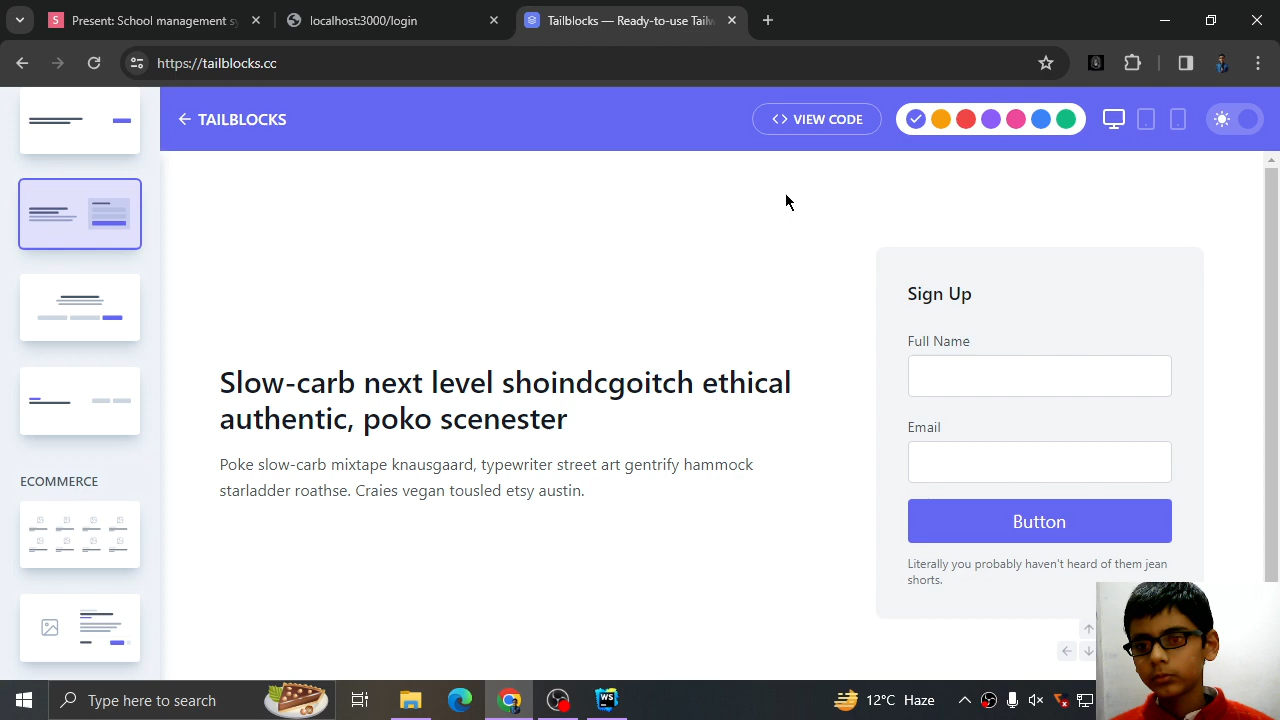 S Present: School management sy
localhost:3000/login
Tailblocks — Ready-to-use Tailw
https://tailblocks.cc
TAILBLOCKS
VIEW CODE
Sign Up
Full Name
Slow-carb next level shoindcgoitch ethical
authentic, poko scenester
Email
Poke slow-carb mixtape knausgaard, typewriter street art gentrify hammock
starladder roathse. Craies vegan tousled etsy austin.
ECOMMERCE
Button
Literally you probably haven't heard of them jean
shorts.
Type here to search
WS
12°C Haze